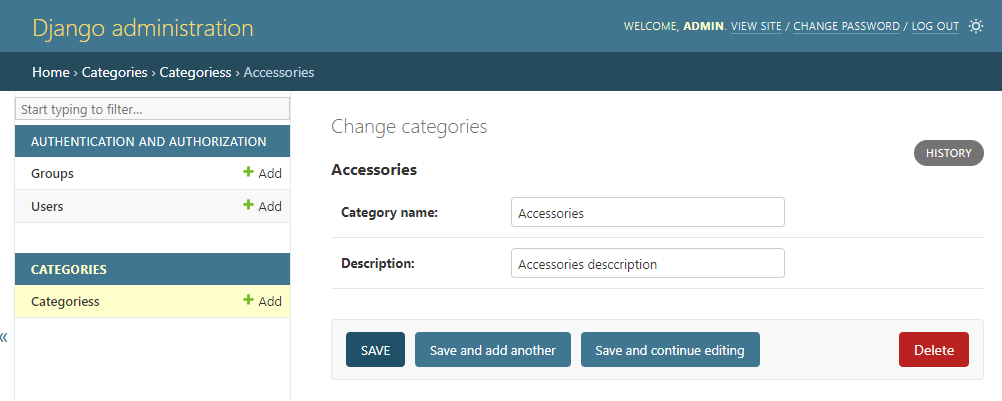 Django administration
WELCOME, ADMIN. VIEW SITE / CHANGE PASSWORD / LOG OUT
Home › Categories › Categoriess › Accessories
Start typing to filter...
AUTHENTICATION AND AUTHORIZATION
Groups + Add
Users + Add
CATEGORIES
Categoriess + Add
«
Change categories
HISTORY
Accessories
Category name: Accessories
Description: Accessories desccription
SAVE Save and add another Save and continue editing Delete